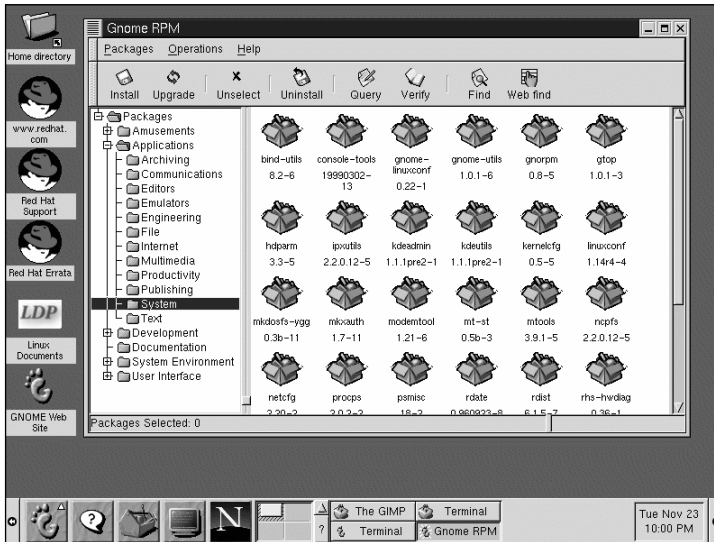 Home directory
www.redhat.
com
Red Hat
Support
Red Hat Errata
LDP
Linux
Documents
GNOME Web
Site
Gnome RPM
Packages Operations Help
Install Upgrade Unselect Uninstall Query Verify Find Web find
Packages
Amusements
Applications
Archiving
Communications
Editors
Emulators
Engineering
File
Internet
Multimedia
Productivity
Publishing
System
Text
Development
Documentation
System Environment
User Interface
bind-utils console-tools gnome- gnome-utils gnorpm gtop
8.2-6 19990302- linuxconf 1.0.1-6 0.8-5 1.0.1-3
13 0.22-1
hdparm ipxutils kdeadmin kdeutils kernelcfg linuxconf
3.3-5 2.2.0.12-5 1.1.1pre2-1 1.1.1pre2-1 0.5-5 1.14r4-4
mkdosfs-ygg mkxauth modemtool mt-st mtools ncpfs
0.3b-11 1.7-11 1.21-6 0.5b-3 3.9.1-5 2.2.0.12-5
netcfg procps psmisc rdate rdist rhs-hwdiag
Packages Selected: 0
N
?
The GIMP Terminal
Terminal Gnome RPM
Tue Nov 23
10:00 PM